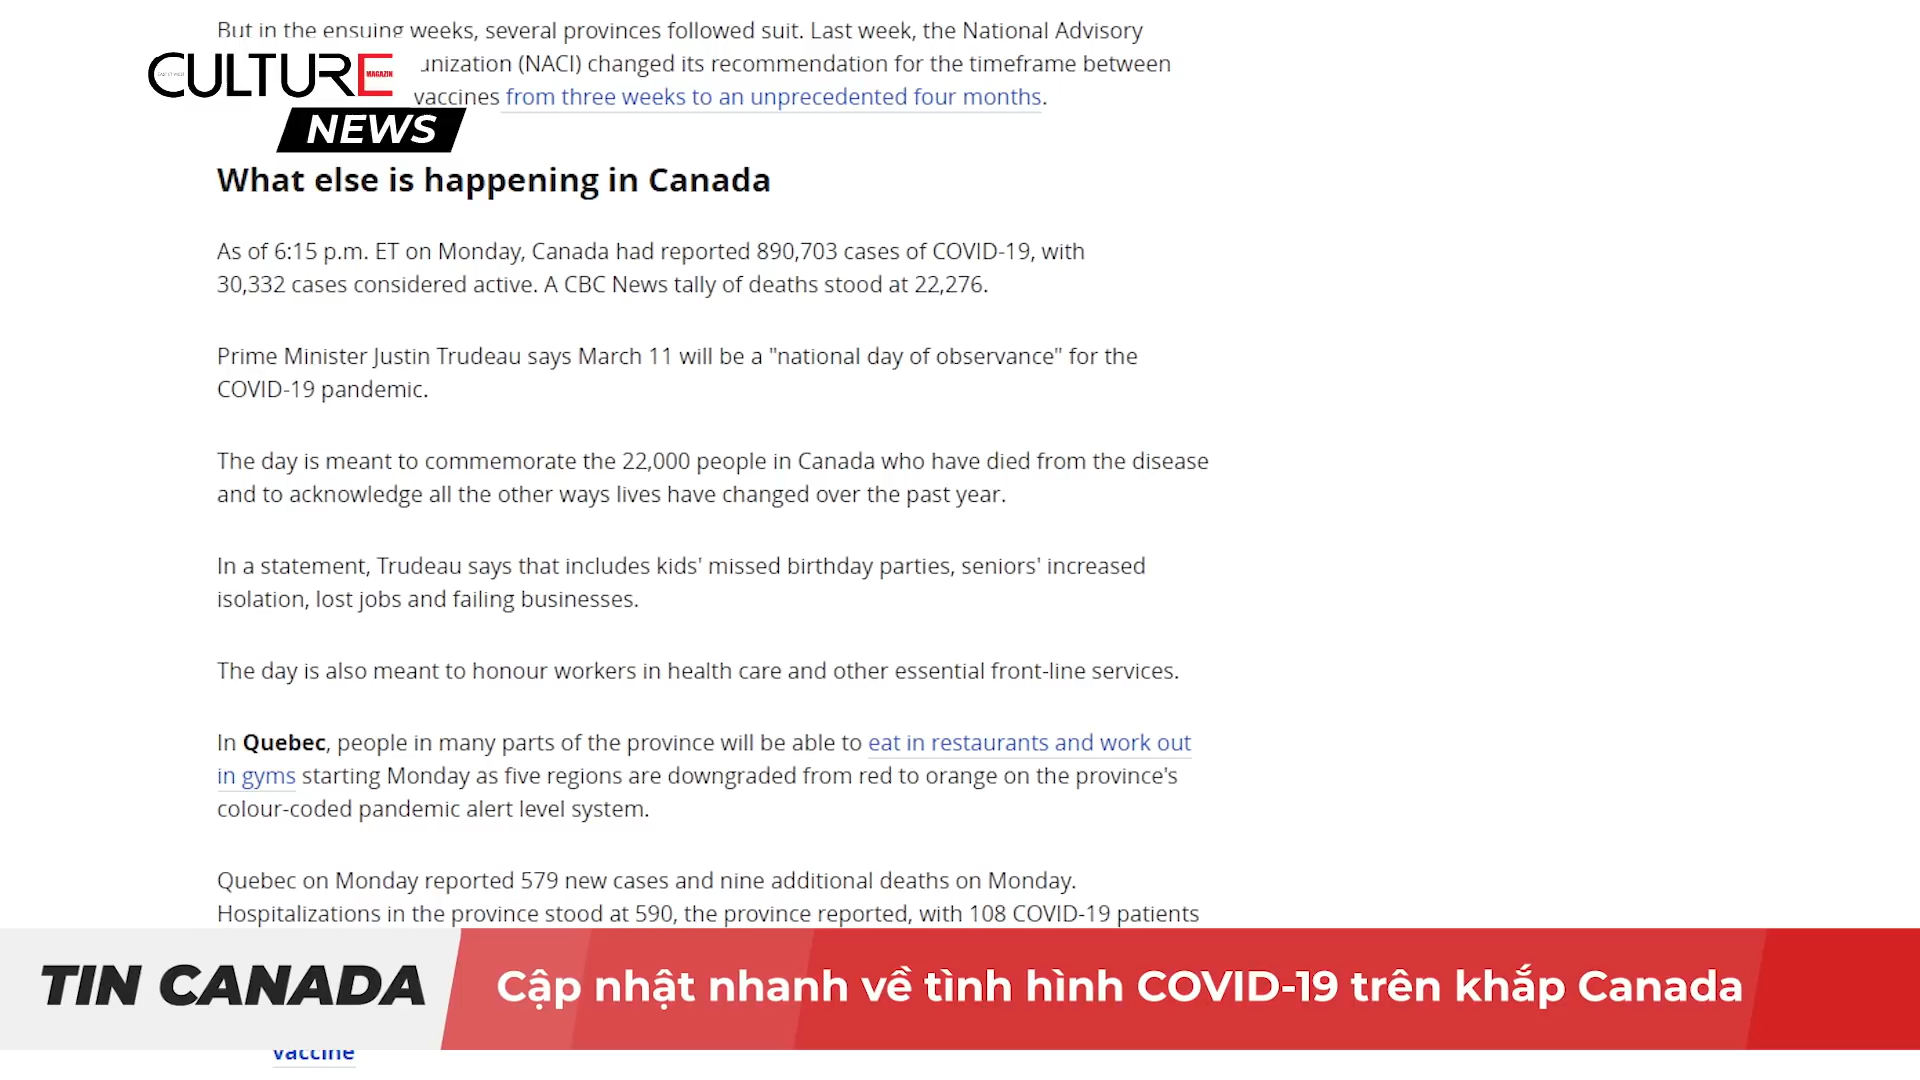 But in the ensuing weeks, several provinces followed suit. Last week, the National Advisory
(NACI) changed its recommendation for the timeframe between
vaccines from three weeks to an unprecedented four months.
CULTURE
MAGAZIN
NEWS
What else is happening in Canada
As of 6:15 p.m. ET on Monday, Canada had reported 890,703 cases of COVID-19, with
30,332 cases considered active. A CBC News tally of deaths stood at 22,276.
Prime Minister Justin Trudeau says March 11 will be a "national day of observance" for the
COVID-19 pandemic.
The day is meant to commemorate the 22,000 people in Canada who have died from the disease
and to acknowledge all the other ways lives have changed over the past year.
In a statement, Trudeau says that includes kids' missed birthday parties, seniors' increased
isolation, lost jobs and failing businesses.
The day is also meant to honour workers in health care and other essential front-line services.
In Quebec, people in many parts of the province will be able to eat in restaurants and work out
in gyms starting Monday as five regions are downgraded from red to orange on the province's
colour-coded pandemic alert level system.
Quebec on Monday reported 579 new cases and nine additional deaths on Monday.
Hospitalizations in the province stood at 590, the province reported, with 108 COVID-19 patients
TIN CANADA
Cập nhật nhanh về tình hình COVID-19 trên khắp Canada
vaccine